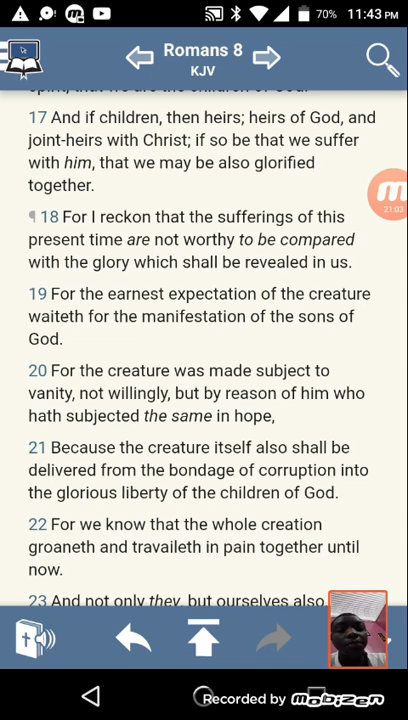 70% 11:43 PM
Romans 8
KJV
17 And if children, then heirs; heirs of God, and
joint-heirs with Christ; if so be that we suffer
with him, that we may be also glorified
together.
¶ 18 For I reckon that the sufferings of this
present time are not worthy to be compared
with the glory which shall be revealed in us.
19 For the earnest expectation of the creature
waiteth for the manifestation of the sons of
God.
20 For the creature was made subject to
vanity, not willingly, but by reason of him who
hath subjected the same in hope,
21 Because the creature itself also shall be
delivered from the bondage of corruption into
the glorious liberty of the children of God.
22 For we know that the whole creation
groaneth and travaileth in pain together until
now.
23 And not only they, but ourselves also,
21:03
Recorded by mobizen